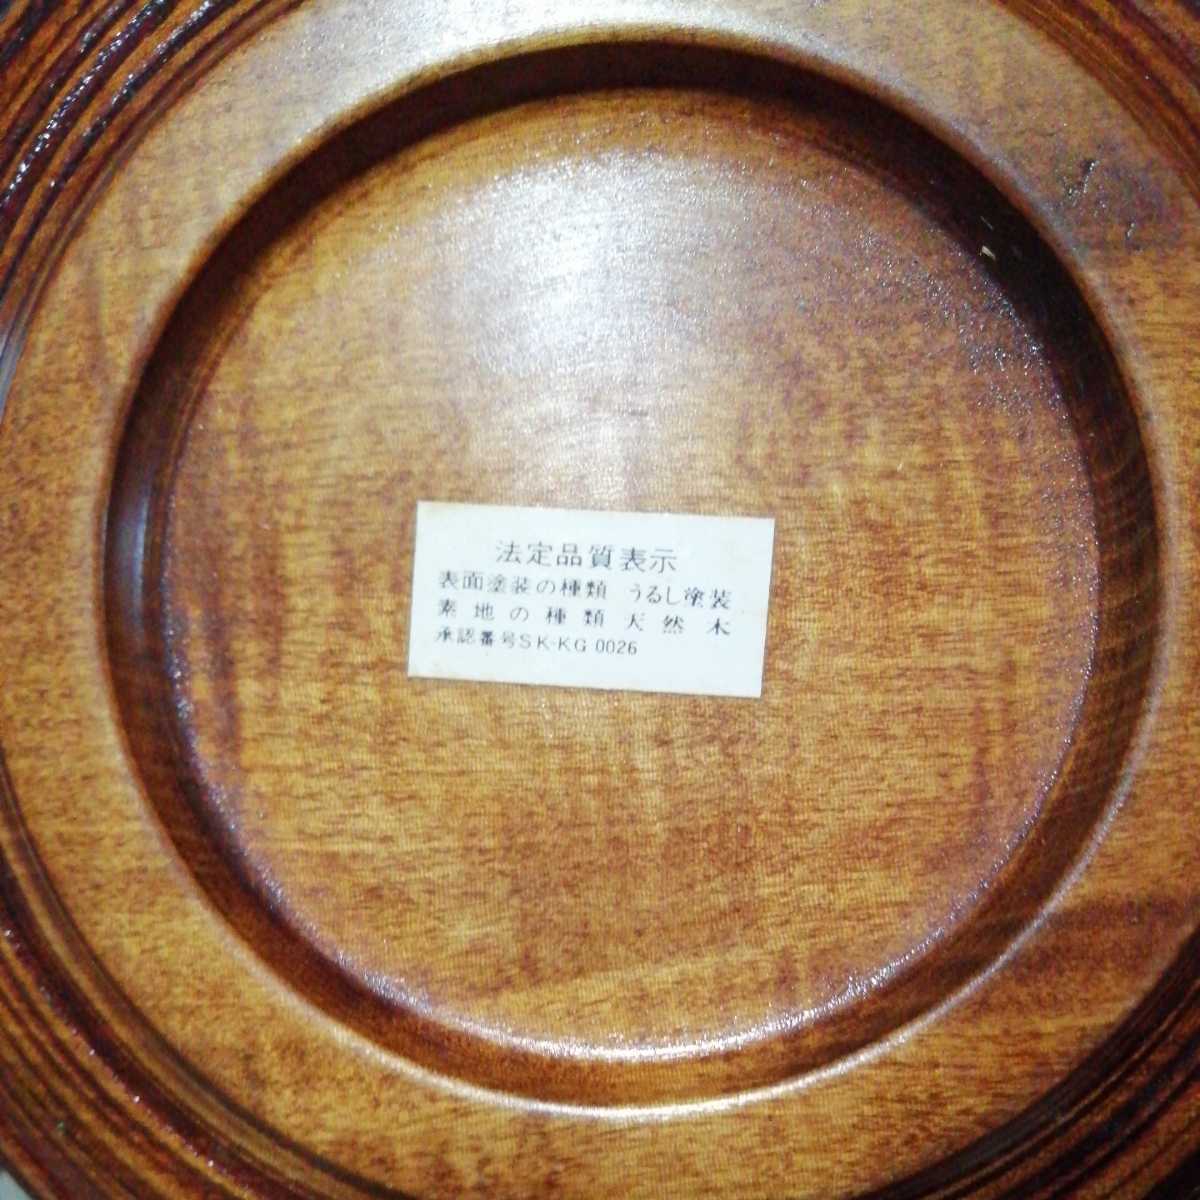 法定品質表示
表面塗装の種類 うるし塗装
素地の種類 天然木
承認番号SK-KG 0026